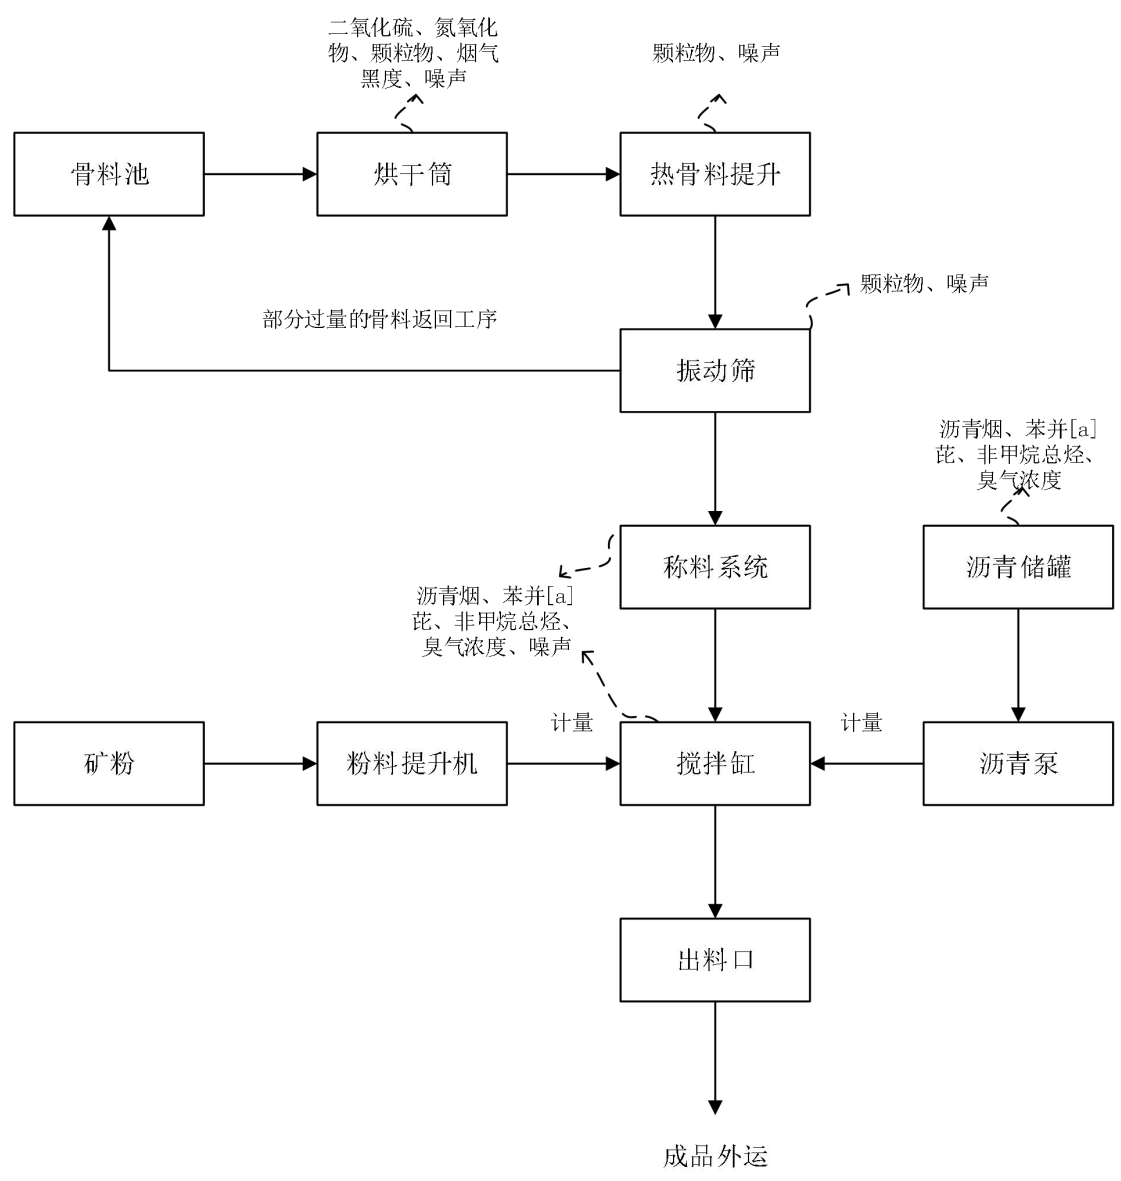 二氧化硫、氮氧化
物、颗粒物、烟气
黑度、噪声
颗粒物、噪声
骨料池
烘干筒
热骨料提升
颗粒物、噪声
部分过量的骨料返回工序
振动筛
沥青烟、苯并[a]
芘、非甲烷总烃、
臭气浓度
称料系统
沥青储罐
沥青烟、苯并[a]
芘、非甲烷总烃、
臭气浓度、噪声
计量
计量
矿粉
粉料提升机
搅拌缸
沥青泵
出料口
成品外运